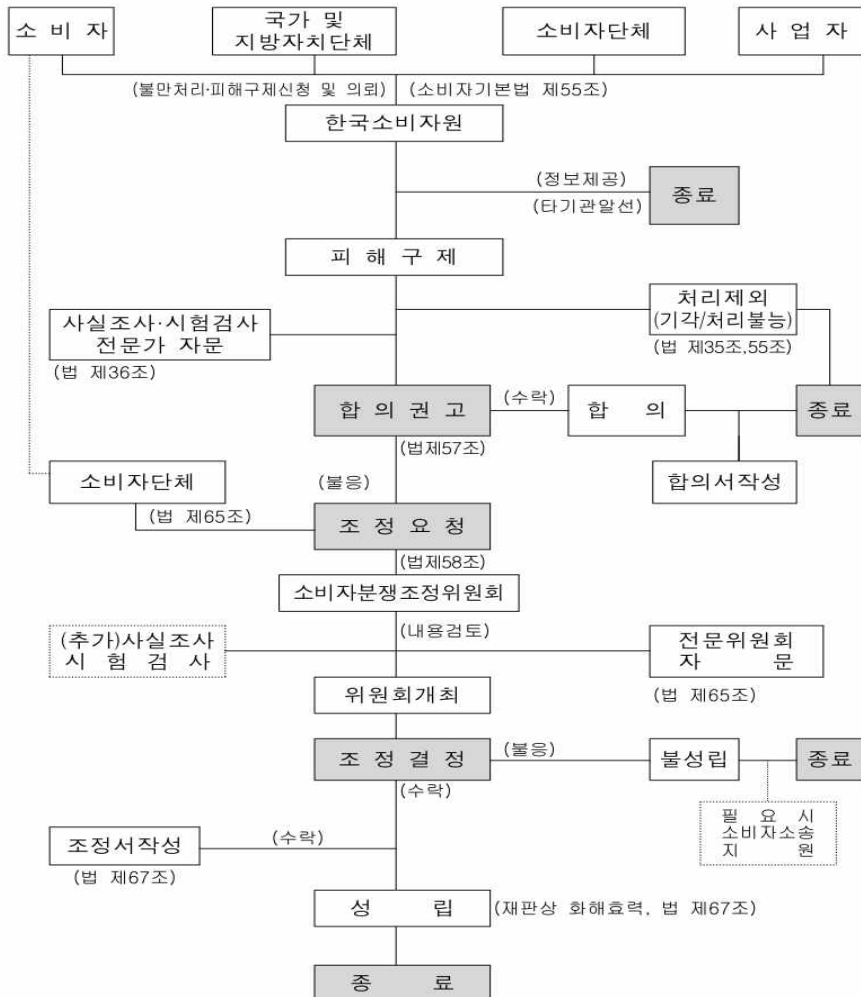 소 비 자
국가 및
지방자치단체
소비자단체
사 업 자
(불만처리·피해구제신청 및 의뢰)
(소비자기본법 제55조)
한국소비자원
(정보제공)
(타기관알선)
종료
피 해 구 제
사실조사·시험검사
전문가 자문
(법 제36조)
처리제외
(기각/처리불능)
(법 제35조,55조)
합 의 권 고
(수락)
합 의
종료
(법제57조)
합의서작성
소비자단체
(불응)
(법 제65조)
조 정 요 청
(법제58조)
소비자분쟁조정위원회
(내용검토)
(추가)사실조사
시 험 검 사
전문위원회
자 문
(법 제65조)
위원회개최
조 정 결 정
(불응)
불성립
종료
(수락)
필 요 시
소비자소송
지 원
조정서작성
(수락)
(법 제67조)
성 립
(재판상 화해효력, 법 제67조)
종 료